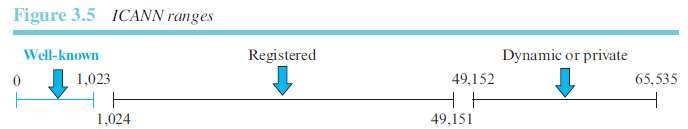 Figure 3.5 ICANN ranges
Well-known Registered Dynamic or private
0 1,023 49,152 65,535
1,024 49,151